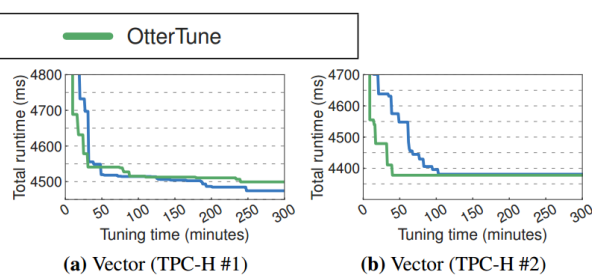 OtterTune
4800
4700
4600
4500
Total runtime (ms)
0 50 100 150 200 250 300
Tuning time (minutes)
(a) Vector (TPC-H #1)
4700
4600
4500
4400
Total runtime (ms)
0 50 100 150 200 250 300
Tuning time (minutes)
(b) Vector (TPC-H #2)